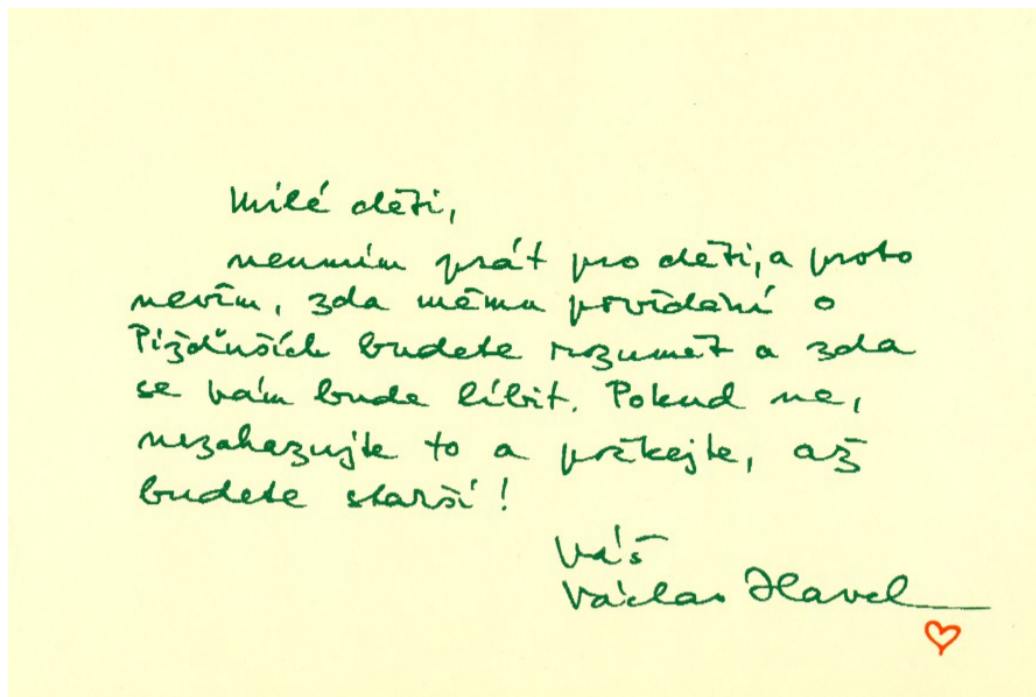 Milé děti,
neumím psát pro děti, a proto
nevím, zda mému povídání o
Pižďuších budete rozumět a zda
se vám bude líbit. Pokud ne,
nezahazujte to a počkejte, až
budete starší!
Váš
Václav Havel